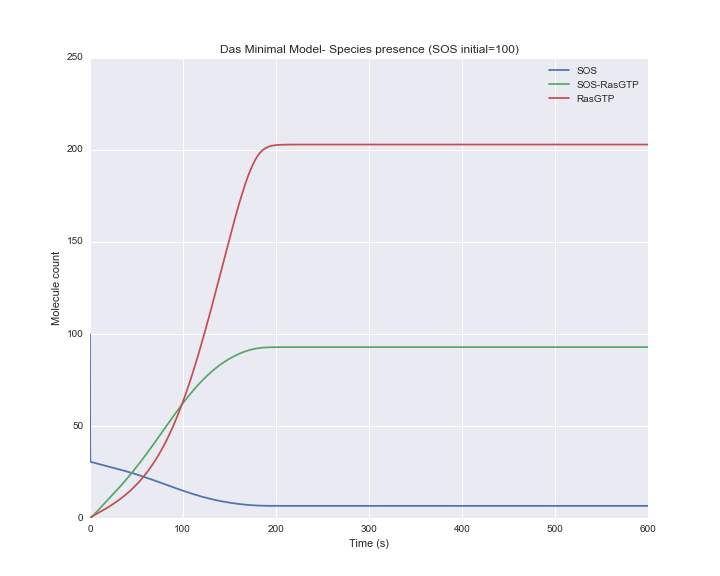 Das Minimal Model- Species presence (SOS initial=100)
250
200
150
100
50
0
Molecule count
SOS
SOS-RasGTP
RasGTP
0 100 200 300 400 500 600
Time (s)